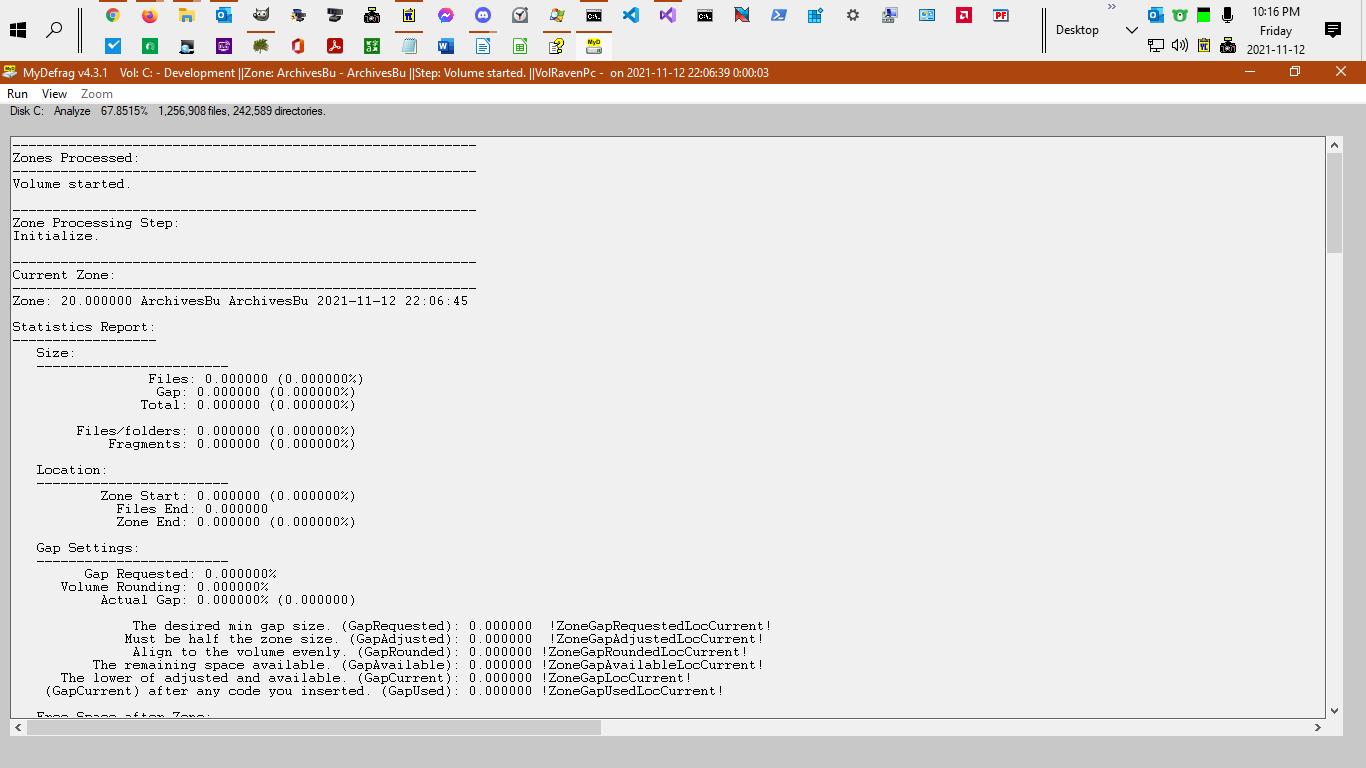 10:16 PM
Friday
2021-11-12
Desktop
MyDefrag v4.3.1 Vol: C: - Development ||Zone: ArchivesBu - ArchivesBu ||Step: Volume started. ||VolRavenPc - on 2021-11-12 22:06:39 0:00:03
Run View Zoom
Disk C: Analyze 67.8515% 1,256,908 files, 242,589 directories.
----------------------------------------------------------
Zones Processed:
----------------------------------------------------------
Volume started.
----------------------------------------------------------
Zone Processing Step:
Initialize.
----------------------------------------------------------
Current Zone:
----------------------------------------------------------
Zone: 20.000000 ArchivesBu ArchivesBu 2021-11-12 22:06:45
Statistics Report:
------------------
Size:
------------------------
Files: 0.000000 (0.000000%)
Gap: 0.000000 (0.000000%)
Total: 0.000000 (0.000000%)
Files/folders: 0.000000 (0.000000%)
Fragments: 0.000000 (0.000000%)
Location:
------------------------
Zone Start: 0.000000 (0.000000%)
Files End: 0.000000
Zone End: 0.000000 (0.000000%)
Gap Settings:
------------------------
Gap Requested: 0.000000%
Volume Rounding: 0.000000%
Actual Gap: 0.000000% (0.000000)
The desired min gap size. (GapRequested): 0.000000 !ZoneGapRequestedLocCurrent!
Must be half the zone size. (GapAdjusted): 0.000000 !ZoneGapAdjustedLocCurrent!
Align to the volume evenly. (GapRounded): 0.000000 !ZoneGapRoundedLocCurrent!
The remaining space available. (GapAvailable): 0.000000 !ZoneGapAvailableLocCurrent!
The lower of adjusted and available. (GapCurrent): 0.000000 !ZoneGapLocCurrent!
(GapCurrent) after any code you inserted. (GapUsed): 0.000000 !ZoneGapUsedLocCurrent!
Free Space after Zone: